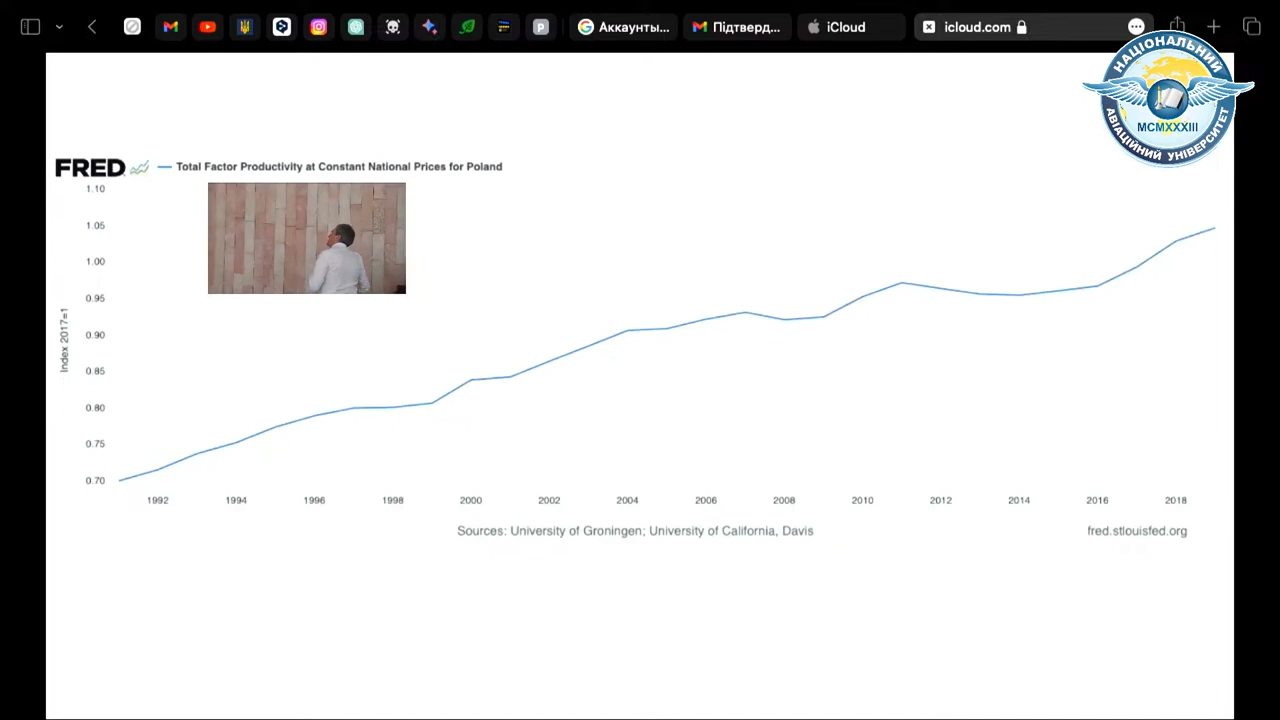 Аккаунты...
Підтверд...
iCloud
icloud.com
НАЦІОНАЛЬНИЙ
MCMXXXIII
АВІАЦІЙНИЙ УНІВЕРСИТЕТ
FRED
Total Factor Productivity at Constant National Prices for Poland
1.10
1.05
1.00
0.95
0.90
0.85
0.80
0.75
0.70
Index 2017=1
1992 1994 1996 1998 2000 2002 2004 2006 2008 2010 2012 2014 2016 2018
Sources: University of Groningen; University of California, Davis
fred.stlouisfed.org